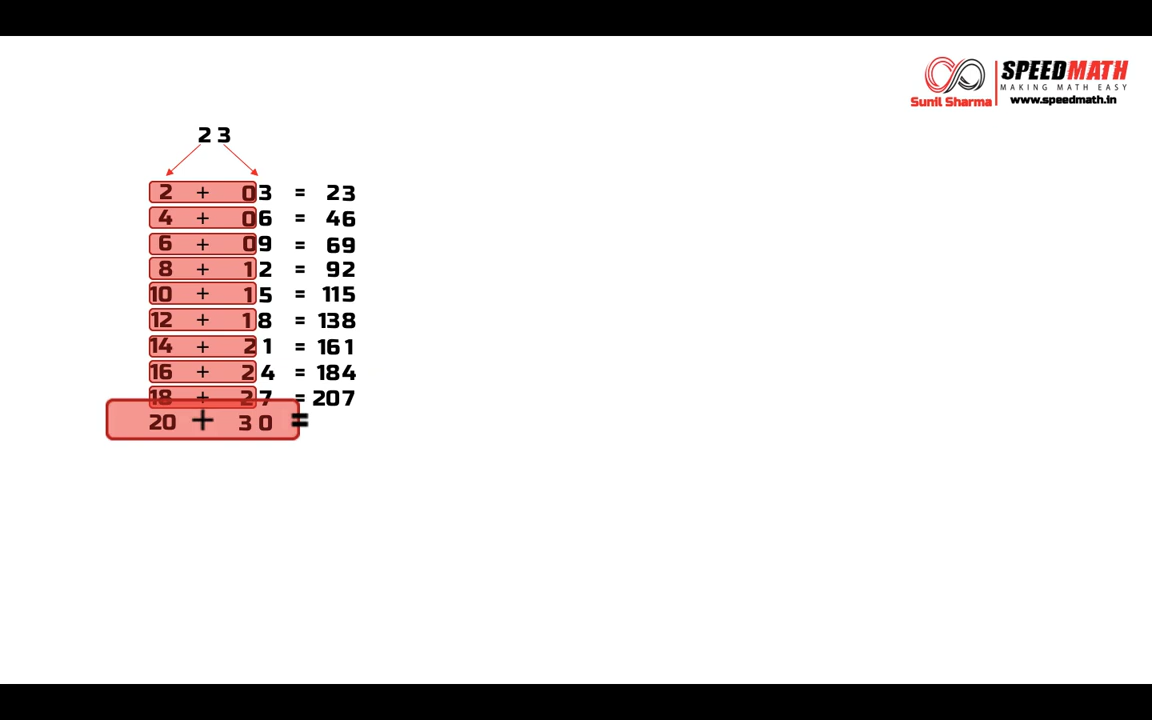 SPEEDMATH
MAKING MATH EASY
Sunil Sharma
www.speedmath.in
2 3
2 + 03 = 23
4 + 06 = 46
6 + 09 = 69
8 + 12 = 92
10 + 15 = 115
12 + 18 = 138
14 + 21 = 161
16 + 24 = 184
18 + 27 = 207
20 + 30 =